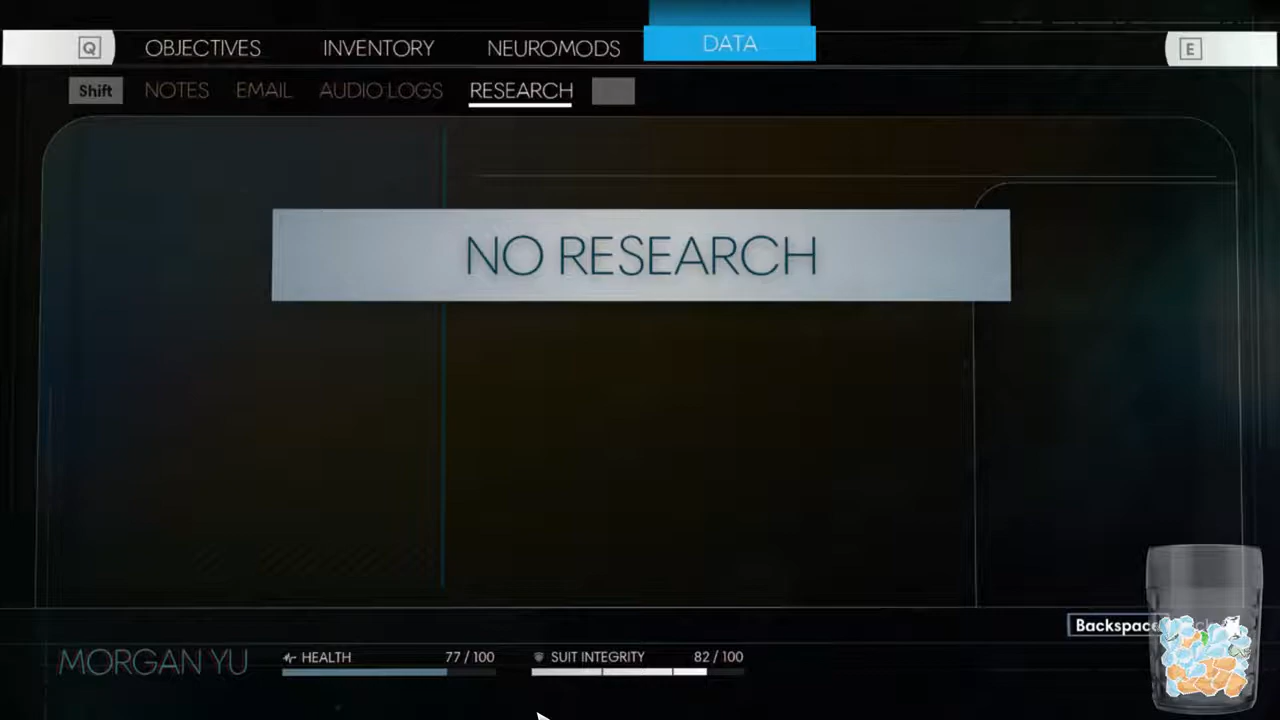 Q OBJECTIVES INVENTORY NEUROMODS DATA E
Shift NOTES EMAIL AUDIO LOGS RESEARCH
NO RESEARCH
Backspace
MORGAN YU HEALTH 77 / 100 SUIT INTEGRITY 82 / 100